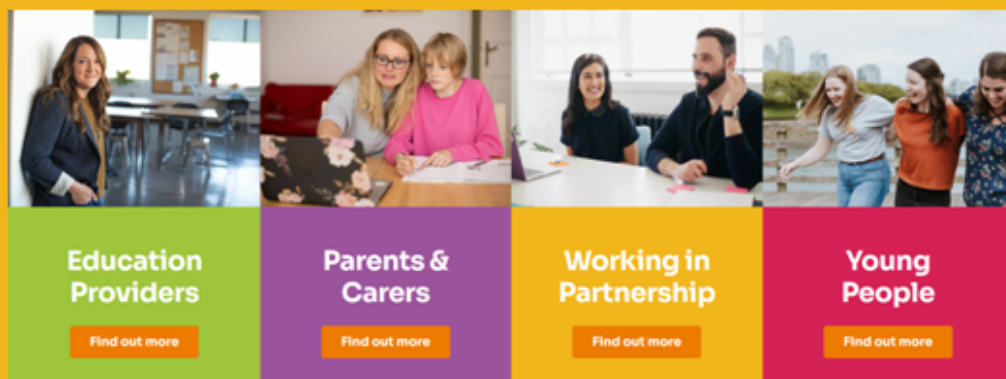 Education
Providers
Find out more
Parents &
Carers
Find out more
Working in
Partnership
Find out more
Young
People
Find out more